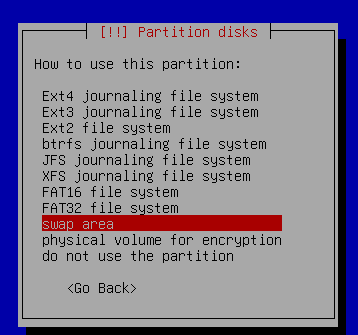 [!!] Partition disks
How to use this partition:
Ext4 journaling file system
Ext3 journaling file system
Ext2 file system
btrfs journaling file system
JFS journaling file system
XFS journaling file system
FAT16 file system
FAT32 file system
swap area
physical volume for encryption
do not use the partition
<Go Back>